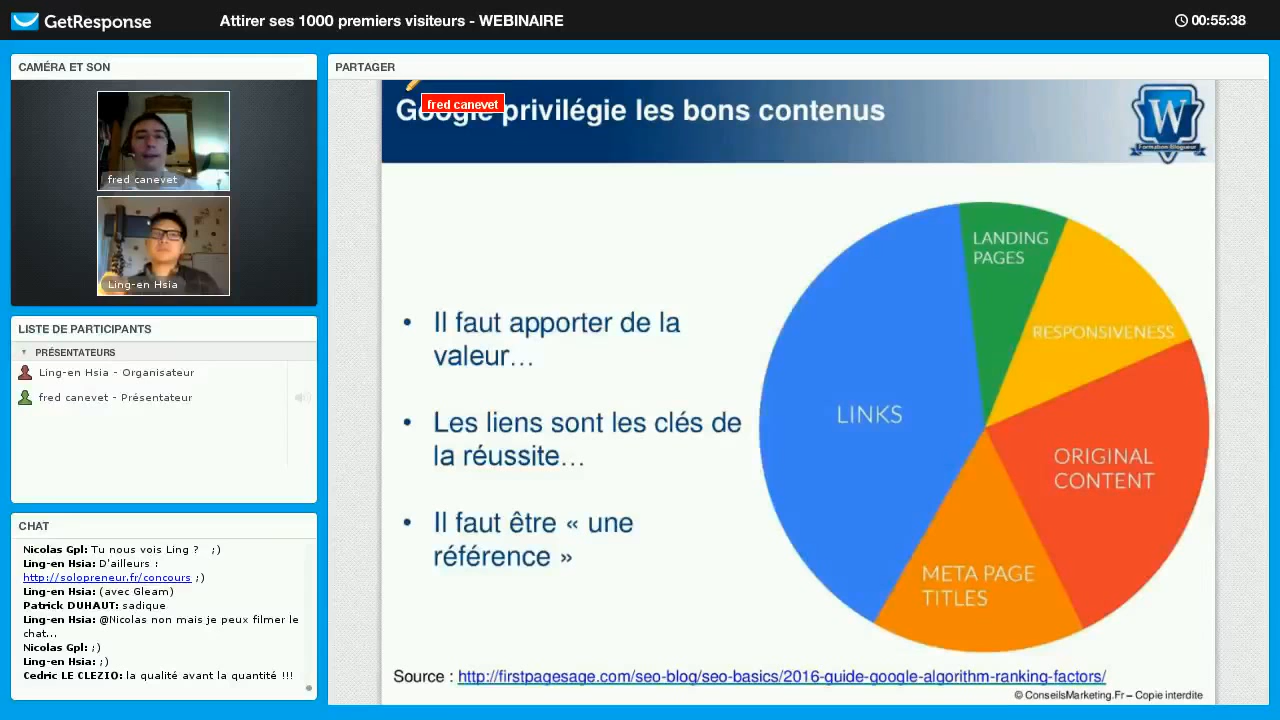 GetResponse
Attirer ses 1000 premiers visiteurs - WEBINAIRE
00:55:38
CAMÉRA ET SON
fred canevet
Ling-en Hsia
LISTE DE PARTICIPANTS
PRÉSENTATEURS
Ling-en Hsia - Organisateur
fred canevet - Présentateur
CHAT
Nicolas Gpl: Tu nous vois Ling ? ;)
Ling-en Hsia: D'ailleurs :
http://solopreneur.fr/concours ;)
Ling-en Hsia: (avec Gleam)
Patrick DUHAUT: sadique
Ling-en Hsia: @Nicolas non mais je peux filmer le
chat...
Nicolas Gpl: ;)
Ling-en Hsia: ;)
Cedric LE CLEZIO: la qualité avant la quantité !!!
PARTAGER
fred canevet
Google privilégie les bons contenus
W
Formation Blogueur
• Il faut apporter de la
valeur…
• Les liens sont les clés de
la réussite…
• Il faut être « une
référence »
LANDING
PAGES
RESPONSIVENESS
LINKS
ORIGINAL
CONTENT
META PAGE
TITLES
Source : http://firstpagesage.com/seo-blog/seo-basics/2016-guide-google-algorithm-ranking-factors/
© ConseilsMarketing.Fr – Copie interdite